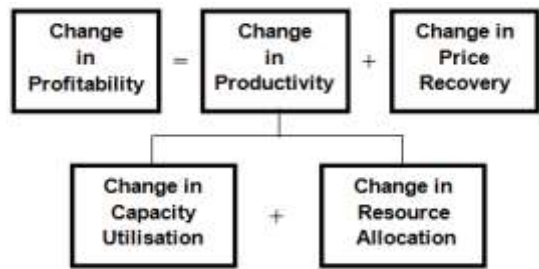 Change
in
Profitability
=
Change
in
Productivity
+
Change in
Price
Recovery
Change in
Capacity
Utilisation
+
Change in
Resource
Allocation